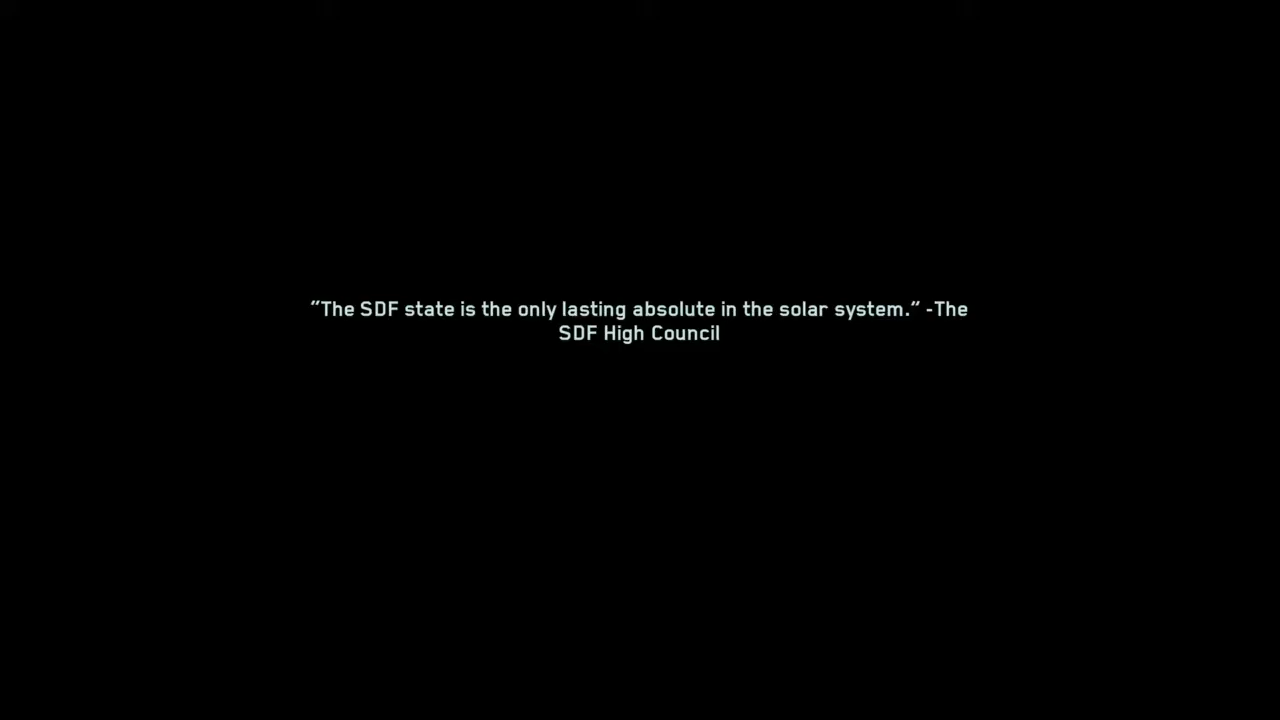 "The SDF state is the only lasting absolute in the solar system." -The
SDF High Council